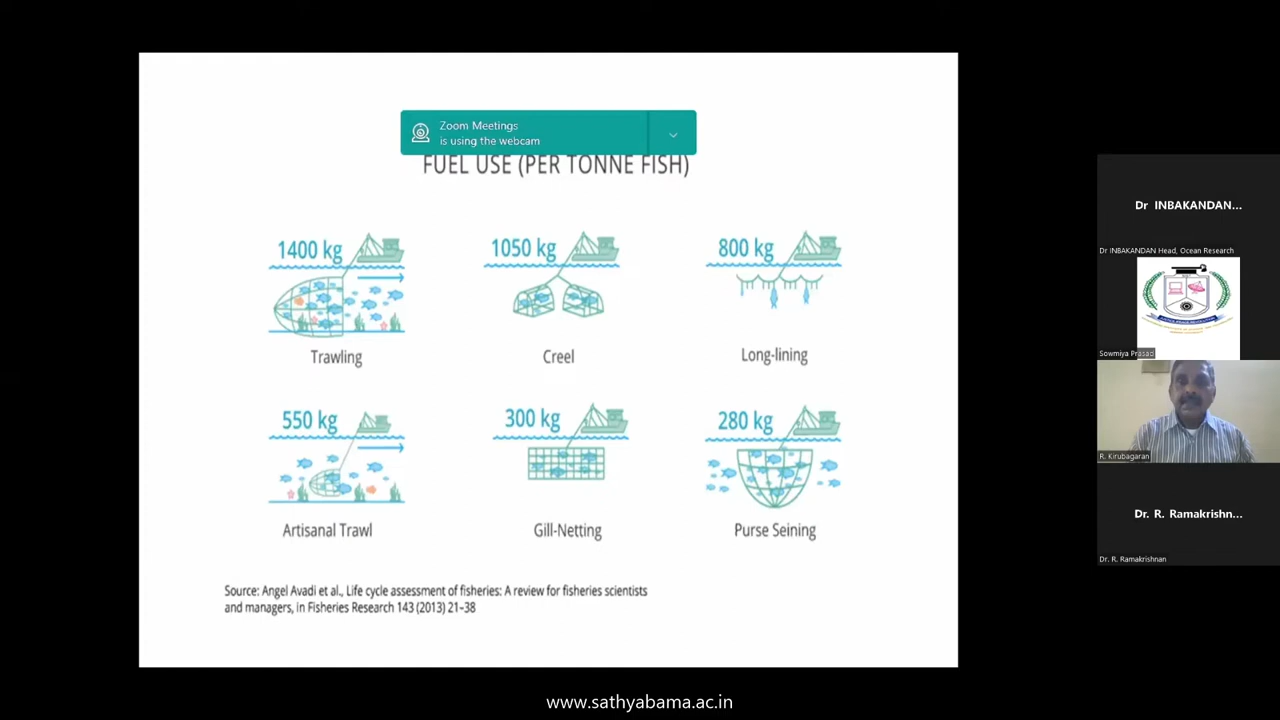 Zoom Meetings
is using the webcam
FUEL USE (PER TONNE FISH)
1400 kg
1050 kg
800 kg
Trawling
Creel
Long-lining
550 kg
300 kg
280 kg
Artisanal Trawl
Gill-Netting
Purse Seining
Source: Angel Avadi et al., Life cycle assessment of fisheries: A review for fisheries scientists
and managers, in Fisheries Research 143 (2013) 21–38
Dr INBAKANDAN...
Dr INBAKANDAN Head, Ocean Research
Sowmiya Prasad
R. Kirubagaran
Dr. R. Ramakrishn...
Dr. R. Ramakrishnan
www.sathyabama.ac.in